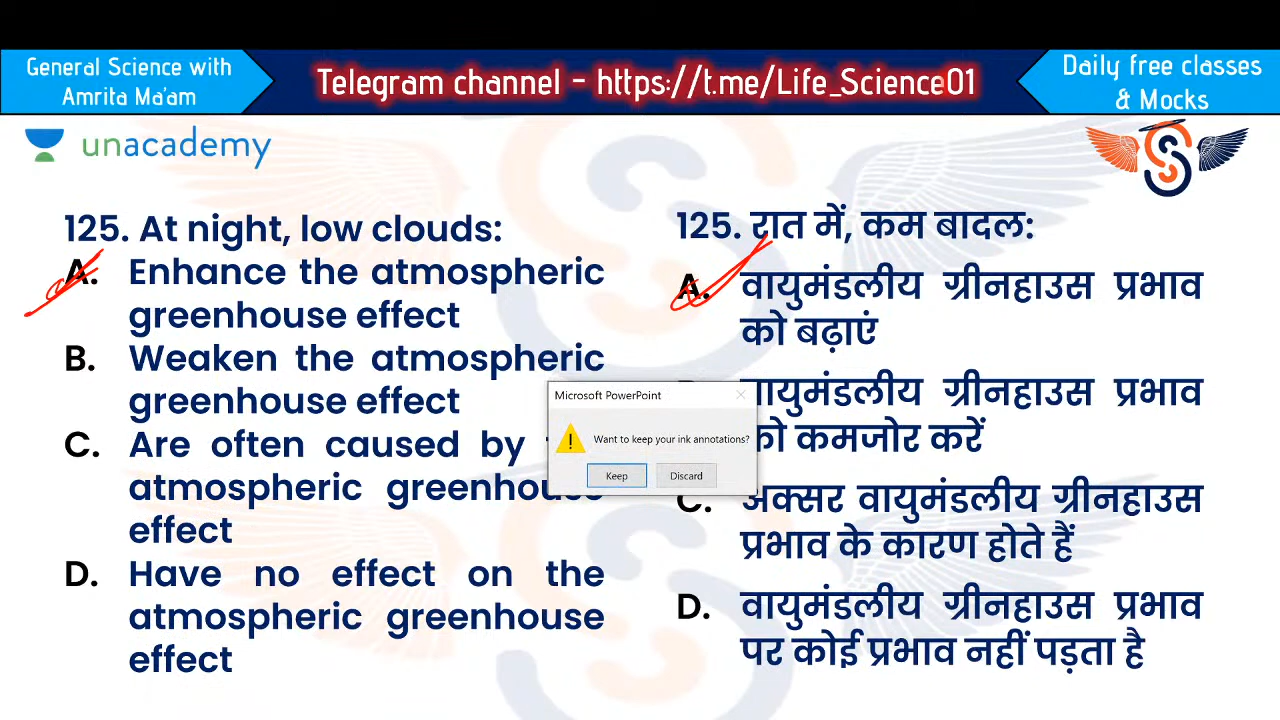 General Science with
Amrita Ma'am
Telegram channel - https://t.me/Life_Science01
Daily free classes
& Mocks
unacademy
125. At night, low clouds:
A. Enhance the atmospheric
greenhouse effect
B. Weaken the atmospheric
greenhouse effect
C. Are often caused by
atmospheric greenhouse
effect
D. Have no effect on the
atmospheric greenhouse
effect
125. रात में, कम बादल:
A. वायुमंडलीय ग्रीनहाउस प्रभाव
को बढ़ाएं
वायुमंडलीय ग्रीनहाउस प्रभाव
को कमजोर करें
C. अक्सर वायुमंडलीय ग्रीनहाउस
प्रभाव के कारण होते हैं
D. वायुमंडलीय ग्रीनहाउस प्रभाव
पर कोई प्रभाव नहीं पड़ता है
Microsoft PowerPoint
Want to keep your ink annotations?
Keep
Discard